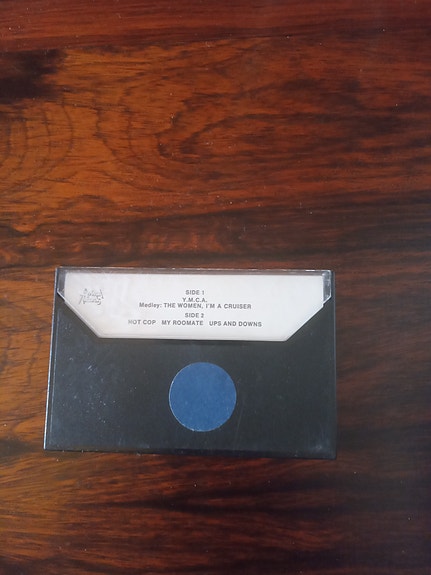 SIDE 1
Y.M.C.A.
Medley: THE WOMEN, I'M A CRUISER
SIDE 2
HOT COP MY ROOMATE UPS AND DOWNS